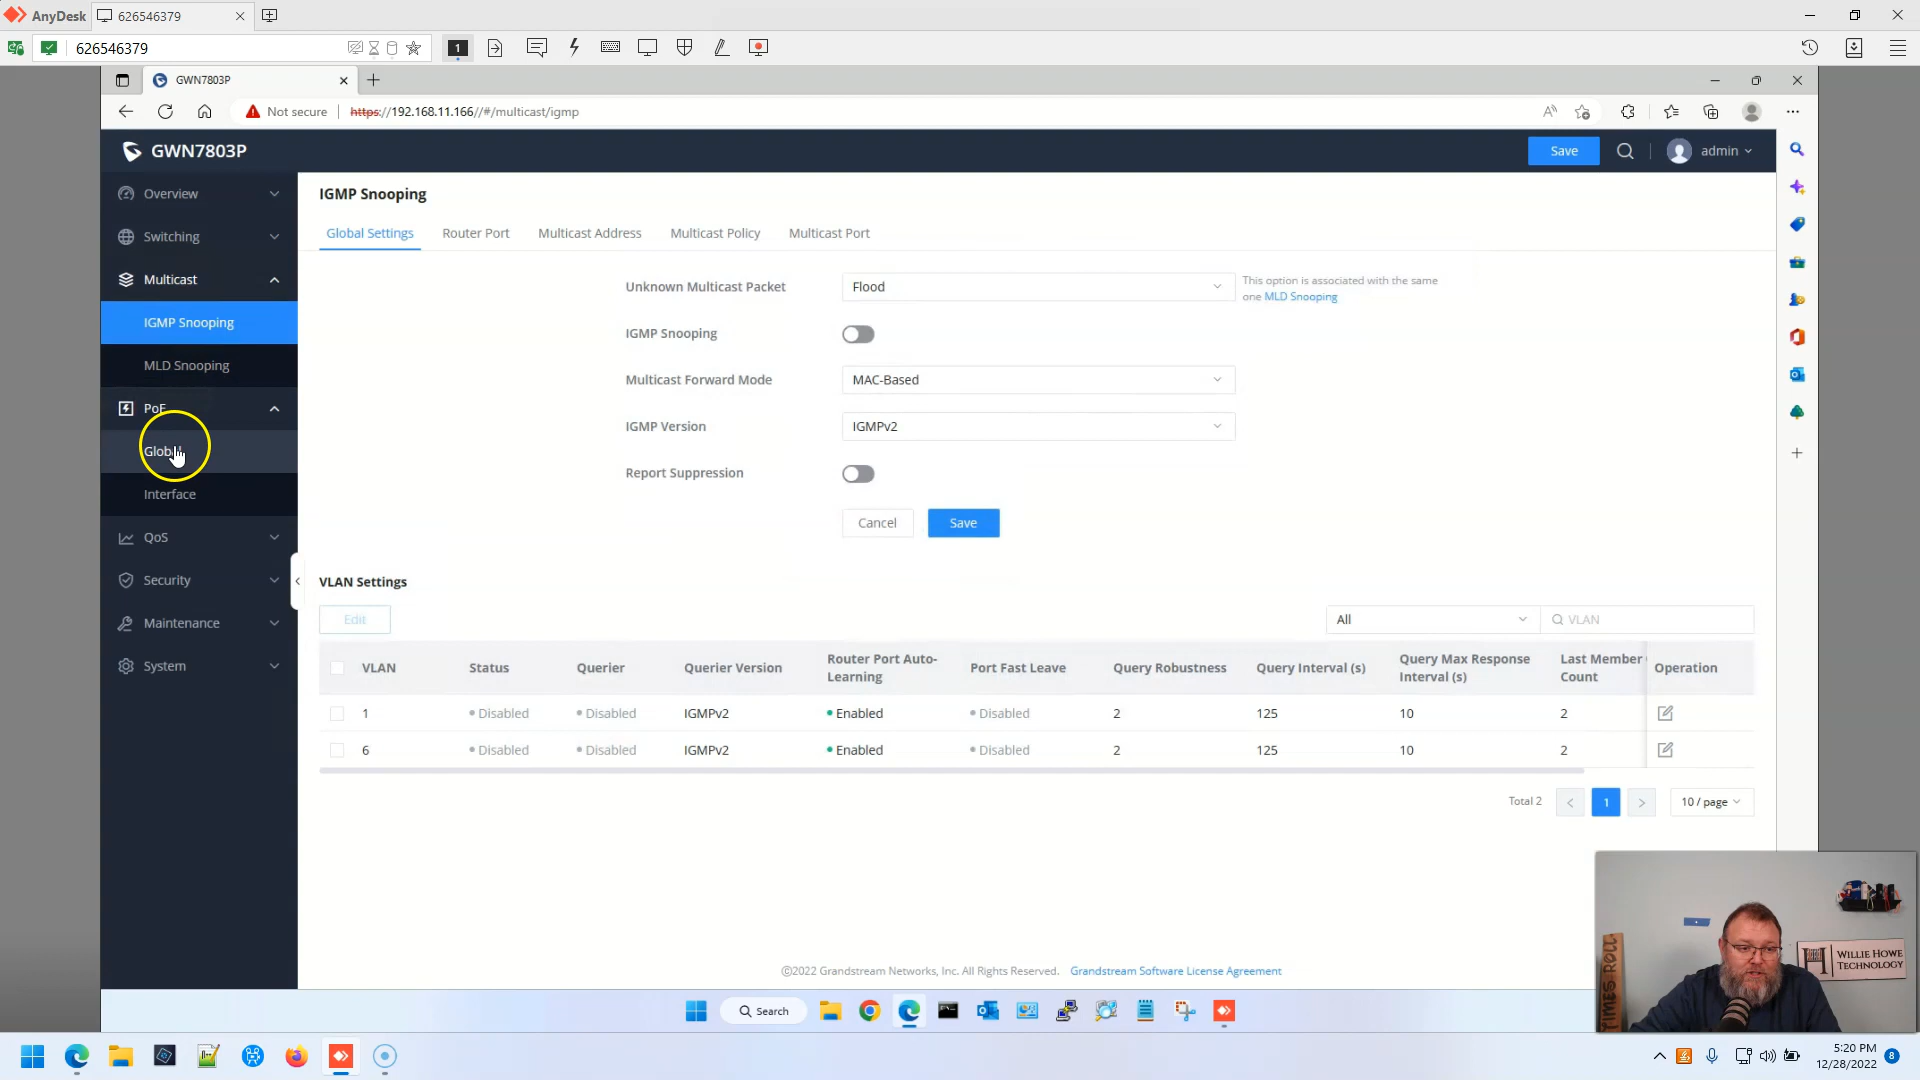 AnyDesk
626546379
626546379
1
GWN7803P
Not secure
https://192.168.11.166//#/multicast/igmp
GWN7803P
Save
admin
Overview
Switching
Multicast
IGMP Snooping
MLD Snooping
PoE
Global
Interface
QoS
Security
Maintenance
System
IGMP Snooping
Global Settings
Router Port
Multicast Address
Multicast Policy
Multicast Port
Unknown Multicast Packet
Flood
This option is associated with the same
one MLD Snooping
IGMP Snooping
Multicast Forward Mode
MAC-Based
IGMP Version
IGMPv2
Report Suppression
Cancel
Save
VLAN Settings
Edit
All
VLAN
VLAN Status Querier Querier Version Router Port Auto-Learning Port Fast Leave Query Robustness Query Interval (s) Query Max Response Interval (s) Last Member Count Operation
1 Disabled Disabled IGMPv2 Enabled Disabled 2 125 10 2
6 Disabled Disabled IGMPv2 Enabled Disabled 2 125 10 2
Total 2
<
1
>
10 / page
©2022 Grandstream Networks, Inc. All Rights Reserved. Grandstream Software License Agreement
Search
TIMES ROLL
WILLIE HOWE
TECHNOLOGY
5:20 PM
12/28/2022
8